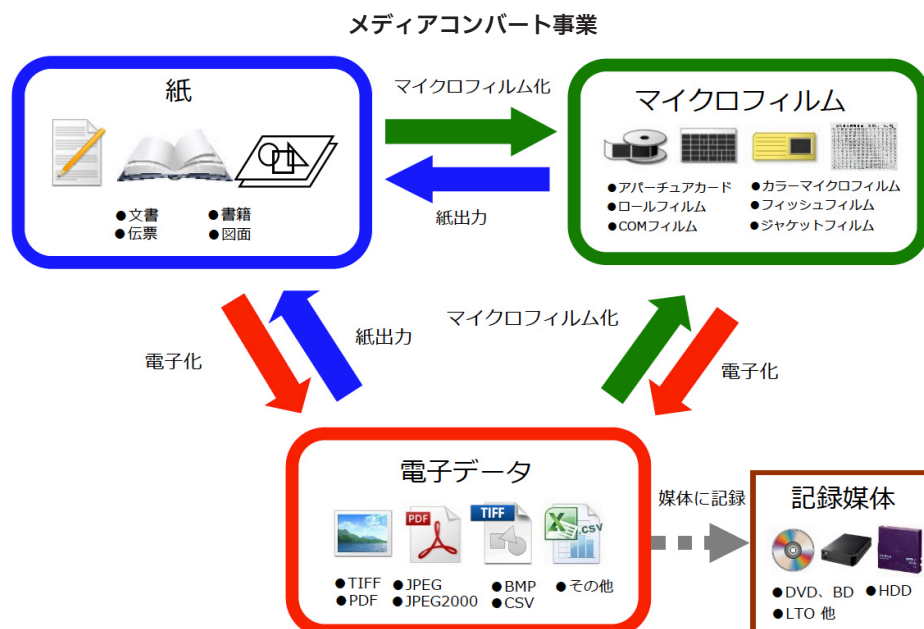 メディアコンバート事業
紙
●文書 ●書籍
●伝票 ●図面
マイクロフィルム化
紙出力
マイクロフィルム
●アパーチュアカード ●カラーマイクロフィルム
●ロールフィルム ●フィッシュフィルム
●COMフィルム ●ジャケットフィルム
電子化
紙出力
マイクロフィルム化
電子化
電子データ
PDF
TIFF
.CSV
●TIFF ●JPEG ●BMP ●その他
●PDF ●JPEG2000 ●CSV
媒体に記録
記録媒体
●DVD、BD ●HDD
●LTO 他